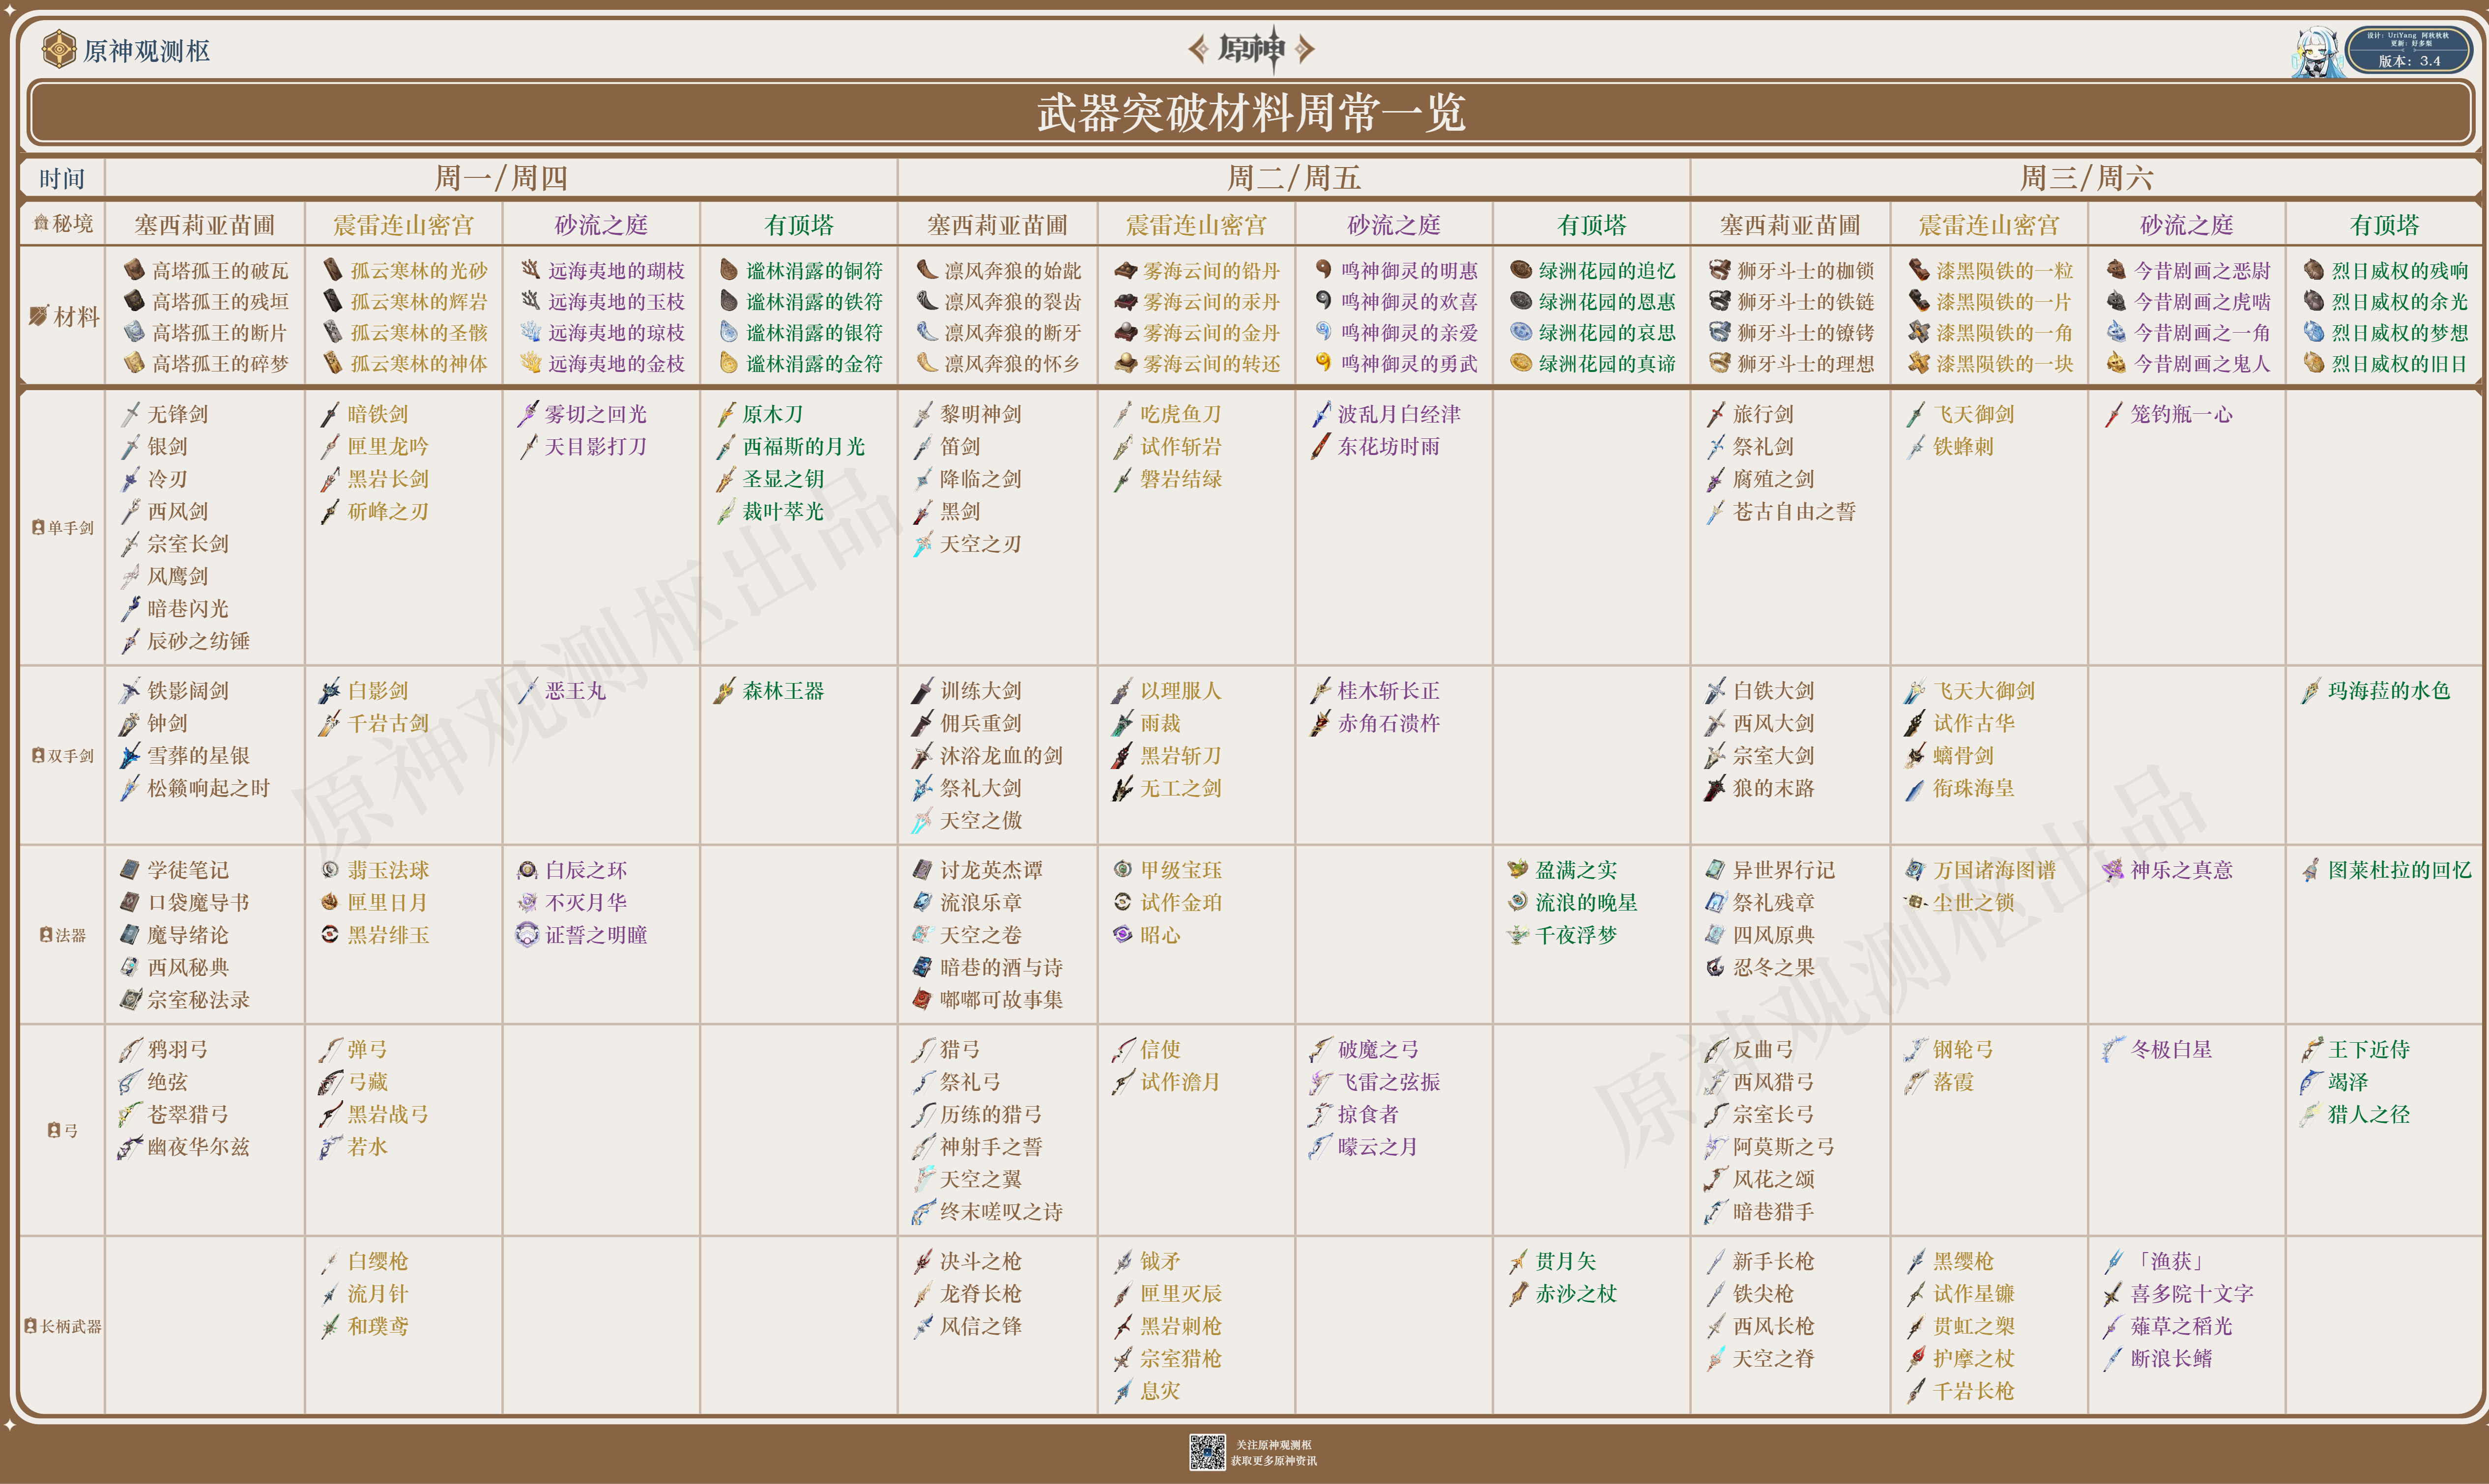 原神观测枢
原神
设计：UriYang 阿秋秋秋
更新：好多梨
版本：3.4
武器突破材料周常一览
时间 周一/周四 周二/周五 周三/周六
秘境 塞西莉亚苗圃 震雷连山密宫 砂流之庭 有顶塔 塞西莉亚苗圃 震雷连山密宫 砂流之庭 有顶塔 塞西莉亚苗圃 震雷连山密宫 砂流之庭 有顶塔
材料
高塔孤王的破瓦 孤云寒林的光砂 远海夷地的瑚枝 谧林涓露的铜符 凛风奔狼的始龀 雾海云间的铅丹 鸣神御灵的明惠 绿洲花园的追忆 狮牙斗士的枷锁 漆黑陨铁的一粒 今昔剧画之恶尉 烈日威权的残响
高塔孤王的残垣 孤云寒林的辉岩 远海夷地的玉枝 谧林涓露的铁符 凛风奔狼的裂齿 雾海云间的汞丹 鸣神御灵的欢喜 绿洲花园的恩惠 狮牙斗士的铁链 漆黑陨铁的一片 今昔剧画之虎啮 烈日威权的余光
高塔孤王的断片 孤云寒林的圣骸 远海夷地的琼枝 谧林涓露的银符 凛风奔狼的断牙 雾海云间的金丹 鸣神御灵的亲爱 绿洲花园的哀思 狮牙斗士的镣铐 漆黑陨铁的一角 今昔剧画之一角 烈日威权的梦想
高塔孤王的碎梦 孤云寒林的神体 远海夷地的金枝 谧林涓露的金符 凛风奔狼的怀乡 雾海云间的转还 鸣神御灵的勇武 绿洲花园的真谛 狮牙斗士的理想 漆黑陨铁的一块 今昔剧画之鬼人 烈日威权的旧日
单手剑
无锋剑 暗铁剑 雾切之回光 原木刀 黎明神剑 吃虎鱼刀 波乱月白经津 旅行剑 飞天御剑 笼钓瓶一心
银剑 匣里龙吟 天目影打刀 西福斯的月光 笛剑 试作斩岩 东花坊时雨 祭礼剑 铁蜂刺
冷刃 黑岩长剑 圣显之钥 降临之剑 磐岩结绿 腐殖之剑
西风剑 斫峰之刃 裁叶萃光 黑剑 苍古自由之誓
宗室长剑 天空之刃
风鹰剑
暗巷闪光
辰砂之纺锤
双手剑
铁影阔剑 白影剑 恶王丸 森林王器 训练大剑 以理服人 桂木斩长正 白铁大剑 飞天大御剑 玛海菈的水色
钟剑 千岩古剑 佣兵重剑 雨裁 赤角石溃杵 西风大剑 试作古华
雪葬的星银 沐浴龙血的剑 黑岩斩刀 宗室大剑 螭骨剑
松籁响起之时 祭礼大剑 无工之剑 狼的末路 衔珠海皇
天空之傲
法器
学徒笔记 翡玉法球 白辰之环 讨龙英杰谭 甲级宝珏 盈满之实 异世界行记 万国诸海图谱 神乐之真意 图莱杜拉的回忆
口袋魔导书 匣里日月 不灭月华 流浪乐章 试作金珀 流浪的晚星 祭礼残章 尘世之锁
魔导绪论 黑岩绯玉 证誓之明瞳 天空之卷 昭心 千夜浮梦 四风原典
西风秘典 暗巷的酒与诗 忍冬之果
宗室秘法录 嘟嘟可故事集
弓
鸦羽弓 弹弓 猎弓 信使 破魔之弓 反曲弓 钢轮弓 冬极白星 王下近侍
绝弦 弓藏 祭礼弓 试作澹月 飞雷之弦振 西风猎弓 落霞 竭泽
苍翠猎弓 黑岩战弓 历练的猎弓 掠食者 宗室长弓 猎人之径
幽夜华尔兹 若水 神射手之誓 曚云之月 阿莫斯之弓
天空之翼 风花之颂
终末嗟叹之诗 暗巷猎手
长柄武器
白缨枪 决斗之枪 钺矛 贯月矢 新手长枪 黑缨枪 「渔获」
流月针 龙脊长枪 匣里灭辰 赤沙之杖 铁尖枪 试作星镰 喜多院十文字
和璞鸢 风信之锋 黑岩刺枪 西风长枪 贯虹之槊 薙草之稻光
宗室猎枪 天空之脊 护摩之杖 断浪长鳍
息灾 千岩长枪
原神观测枢出品
原神观测枢出品
关注原神观测枢
获取更多原神资讯